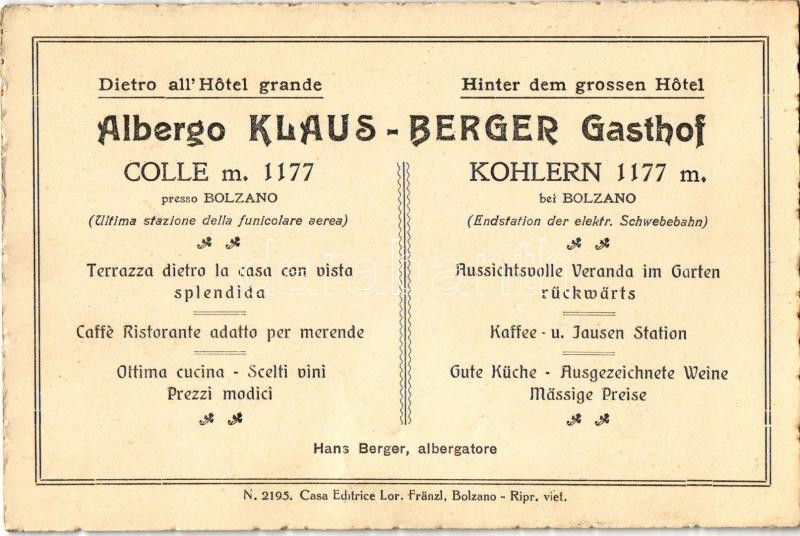 Dietro all'Hôtel grande
Hinter dem grossen Hôtel
Albergo KLAUS - BERGER Gasthof
COLLE m. 1177
presso BOLZANO
(Ultima stazione della funicolare aerea)
Terrazza dietro la casa con vista
splendida
Caffè Ristorante adatto per merende
Ottima cucina - Scelti vini
Prezzi modici
KOHLERN 1177 m.
bei BOLZANO
(Endstation der elektr. Schwebebahn)
Aussichtsvolle Veranda im Garten
rückwärts
Kaffee - u. Jausen Station
Gute Küche - Ausgezeichnete Weine
Mässige Preise
Hans Berger, albergatore
N. 2195. Casa Editrice Lor. Fränzl, Bolzano - Ripr. viet.